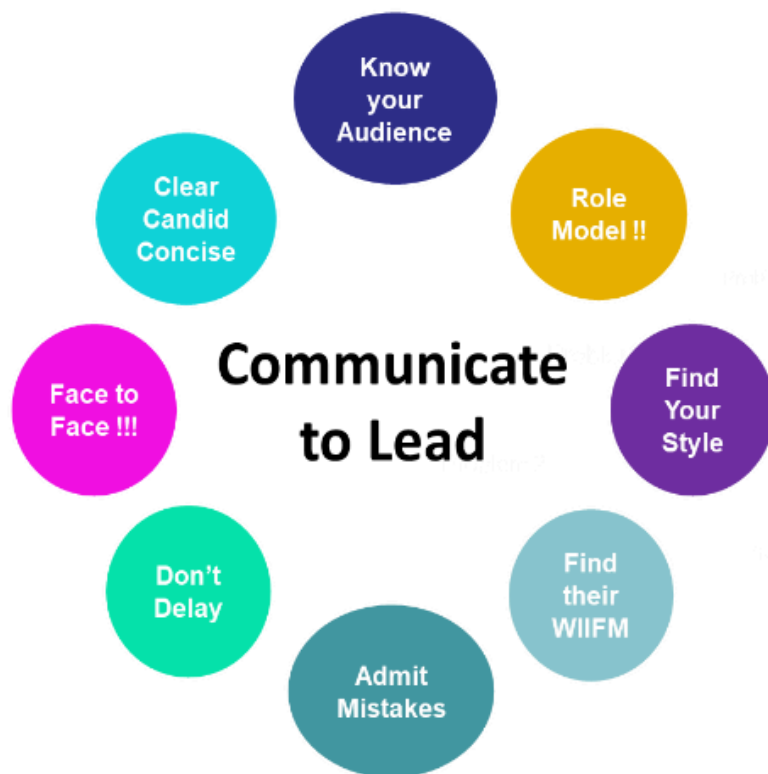 Know
your
Audience
Role
Model !!
Find
Your
Style
Find
their
WIIFM
Admit
Mistakes
Don’t
Delay
Face to
Face !!!
Clear
Candid
Concise
Communicate
to Lead